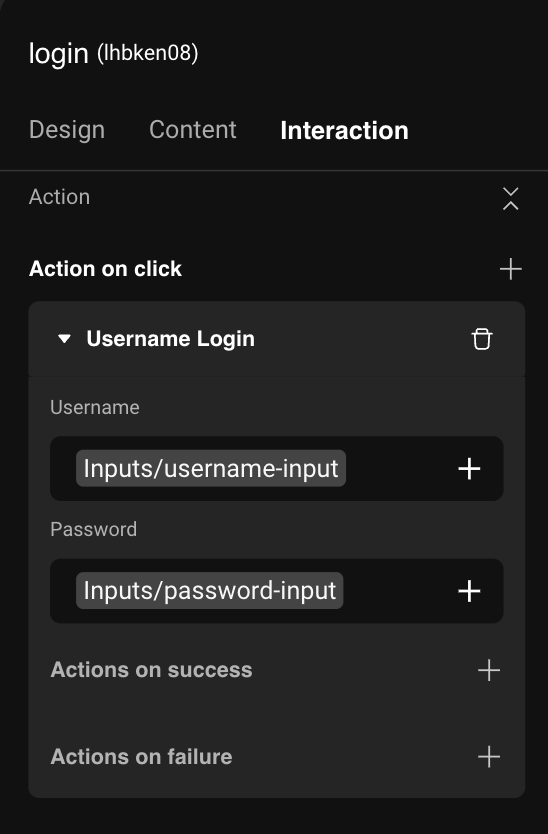 login (lhbken08)
Design Content Interaction
Action
Action on click
Username Login
Username
Inputs/username-input
Password
Inputs/password-input
Actions on success
Actions on failure